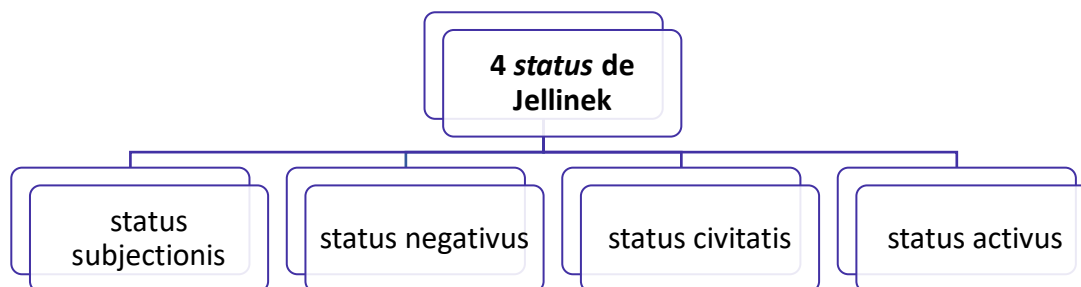 4 status de
Jellinek
status
subjectionis
status negativus
status civitatis
status activus